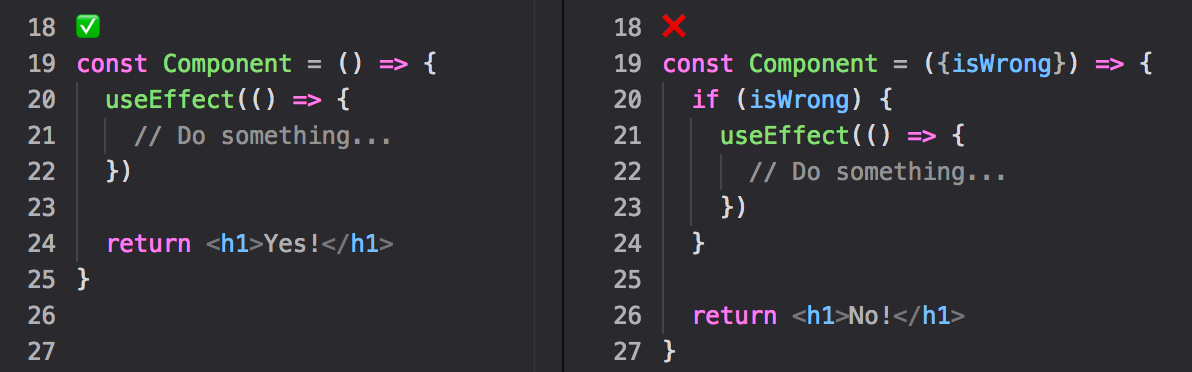 18 ✅
19 const Component = () => {
20   useEffect(() => {
21     // Do something...
22   })
23
24   return <h1>Yes!</h1>
25 }
26
27
18 ❌
19 const Component = ({isWrong}) => {
20   if (isWrong) {
21     useEffect(() => {
22       // Do something...
23     })
24   }
25
26   return <h1>No!</h1>
27 }